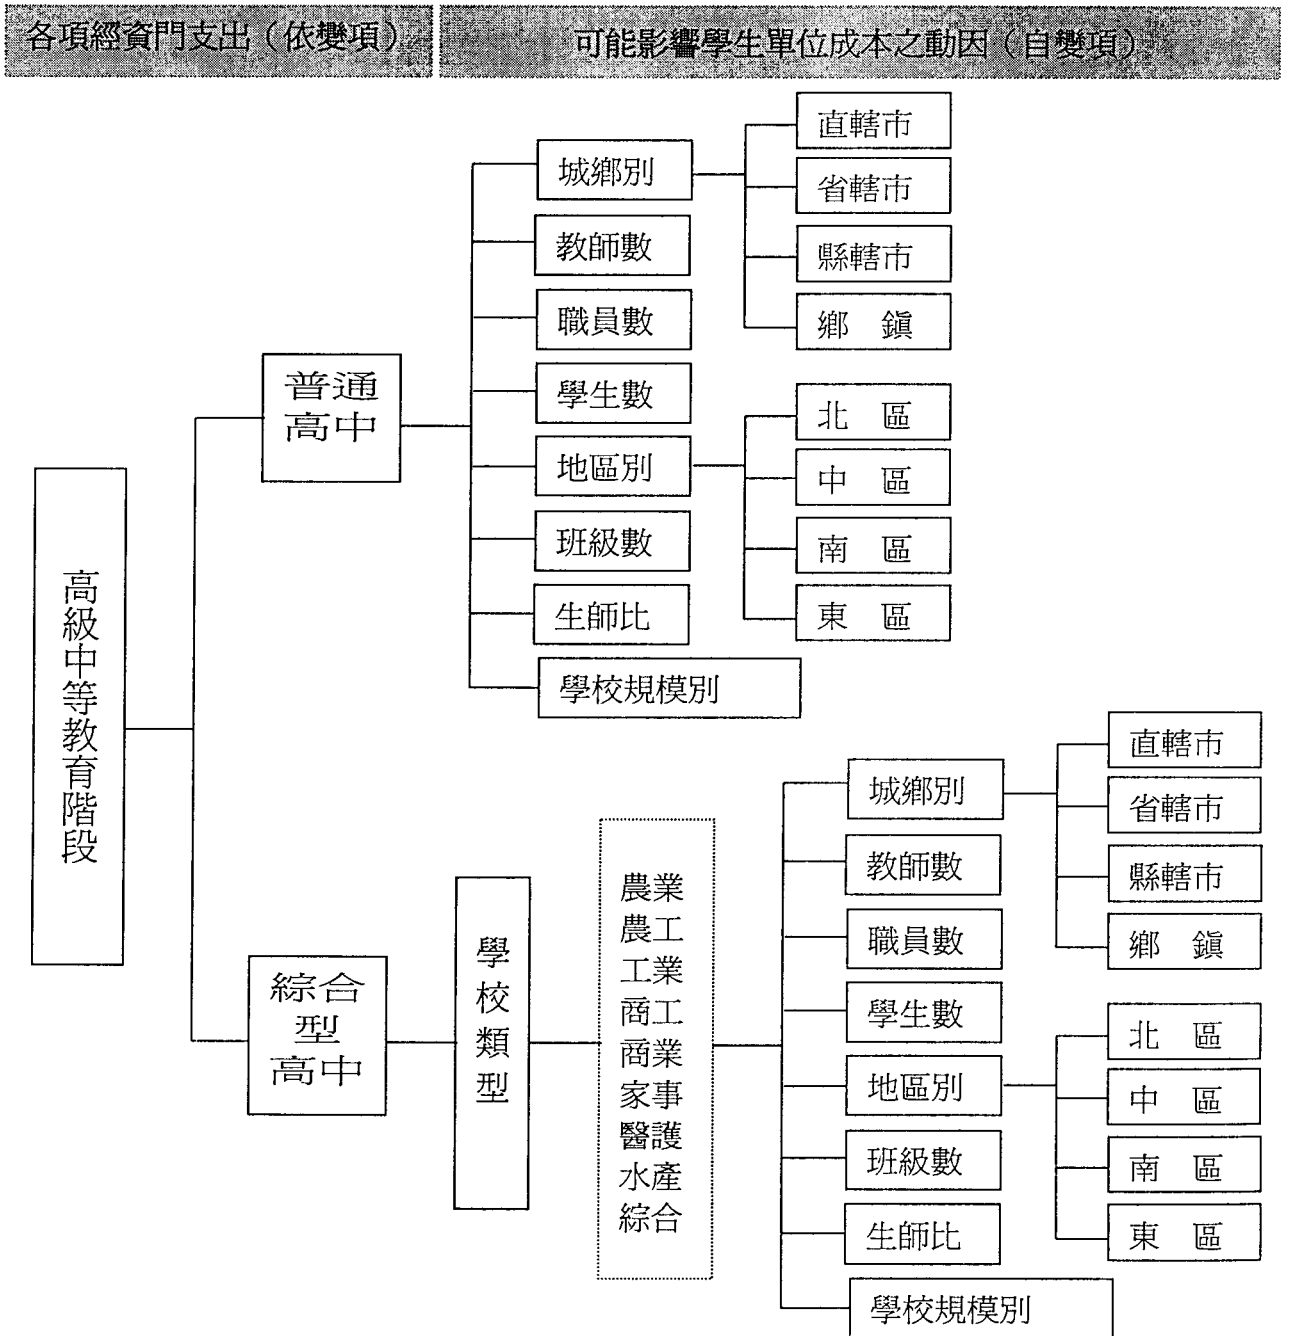 各項經資門支出（依變項）
可能影響學生單位成本之動因（自變項）
高級中等教育階段
普通
高中
城鄉別
教師數
職員數
學生數
地區別
班級數
生師比
學校規模別
直轄市
省轄市
縣轄市
鄉　鎮
北　區
中　區
南　區
東　區
綜合
型
高中
學校類型
農業
農工
工業
商工
商業
家事
醫護
水產
綜合
城鄉別
教師數
職員數
學生數
地區別
班級數
生師比
學校規模別
直轄市
省轄市
縣轄市
鄉　鎮
北　區
中　區
南　區
東　區